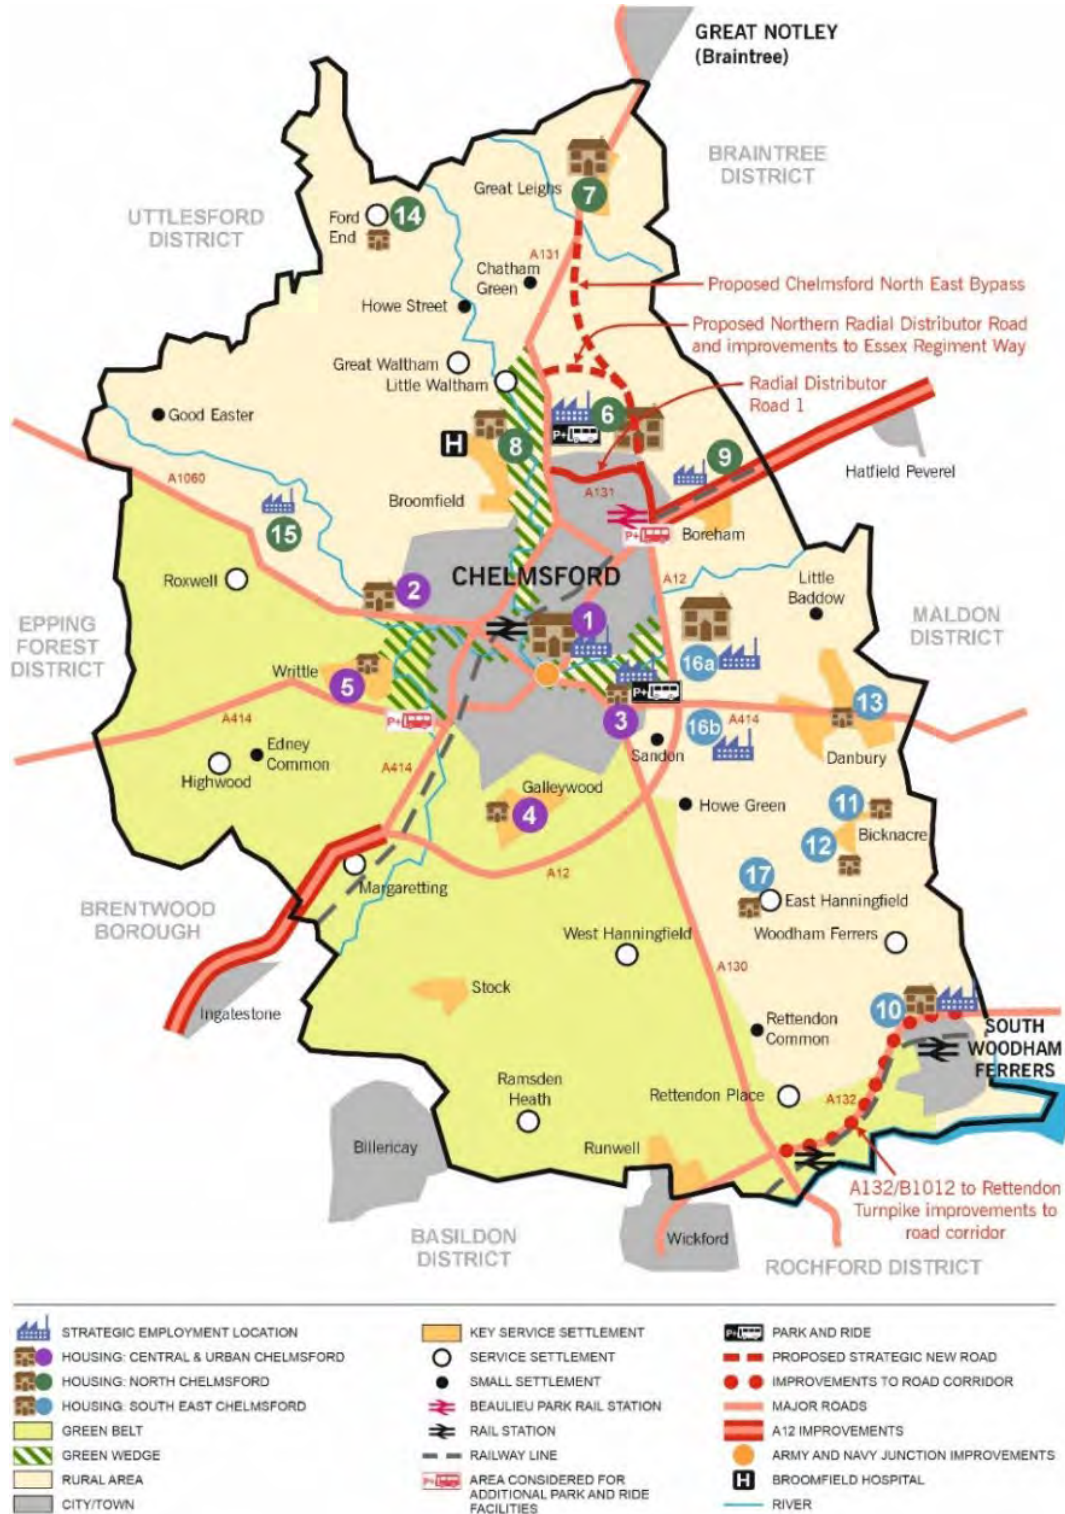 GREAT NOTLEY
(Braintree)
BRAINTREE
DISTRICT
UTTLESFORD
DISTRICT
Great Leighs
7
Ford
End
14
A131
Chatham
Green
Howe Street
Proposed Chelmsford North East Bypass
Proposed Northern Radial Distributor Road
and improvements to Essex Regiment Way
Great Waltham
Little Waltham
Radial Distributor
Road 1
Good Easter
6
P+
H
8
9
Hatfield Peverel
A1060
Broomfield
A131
15
P+
Boreham
CHELMSFORD
Roxwell
2
A12
Little
Baddow
EPPING
FOREST
DISTRICT
MALDON
DISTRICT
1
Writtle
5
16a
P+
13
P+
3
16b
A414
A414
Sandon
Danbury
Edney
Common
Highwood
A414
Galleywood
4
Howe Green
11
Bicknacre
12
A12
Margaretting
17
East Hanningfield
BRENTWOOD
BOROUGH
West Hanningfield
Woodham Ferrers
A130
Stock
Ingatestone
10
Rettendon
Common
SOUTH
WOODHAM
FERRERS
Ramsden
Heath
Rettendon Place
A132
Billericay
Runwell
A132/B1012 to Rettendon
Turnpike improvements to
road corridor
BASILDON
DISTRICT
Wickford
ROCHFORD DISTRICT
STRATEGIC EMPLOYMENT LOCATION
HOUSING: CENTRAL & URBAN CHELMSFORD
HOUSING: NORTH CHELMSFORD
HOUSING: SOUTH EAST CHELMSFORD
GREEN BELT
GREEN WEDGE
RURAL AREA
CITY/TOWN
KEY SERVICE SETTLEMENT
SERVICE SETTLEMENT
SMALL SETTLEMENT
BEAULIEU PARK RAIL STATION
RAIL STATION
RAILWAY LINE
P+
AREA CONSIDERED FOR
ADDITIONAL PARK AND RIDE
FACILITIES
P+
PARK AND RIDE
PROPOSED STRATEGIC NEW ROAD
IMPROVEMENTS TO ROAD CORRIDOR
MAJOR ROADS
A12 IMPROVEMENTS
ARMY AND NAVY JUNCTION IMPROVEMENTS
H
BROOMFIELD HOSPITAL
RIVER